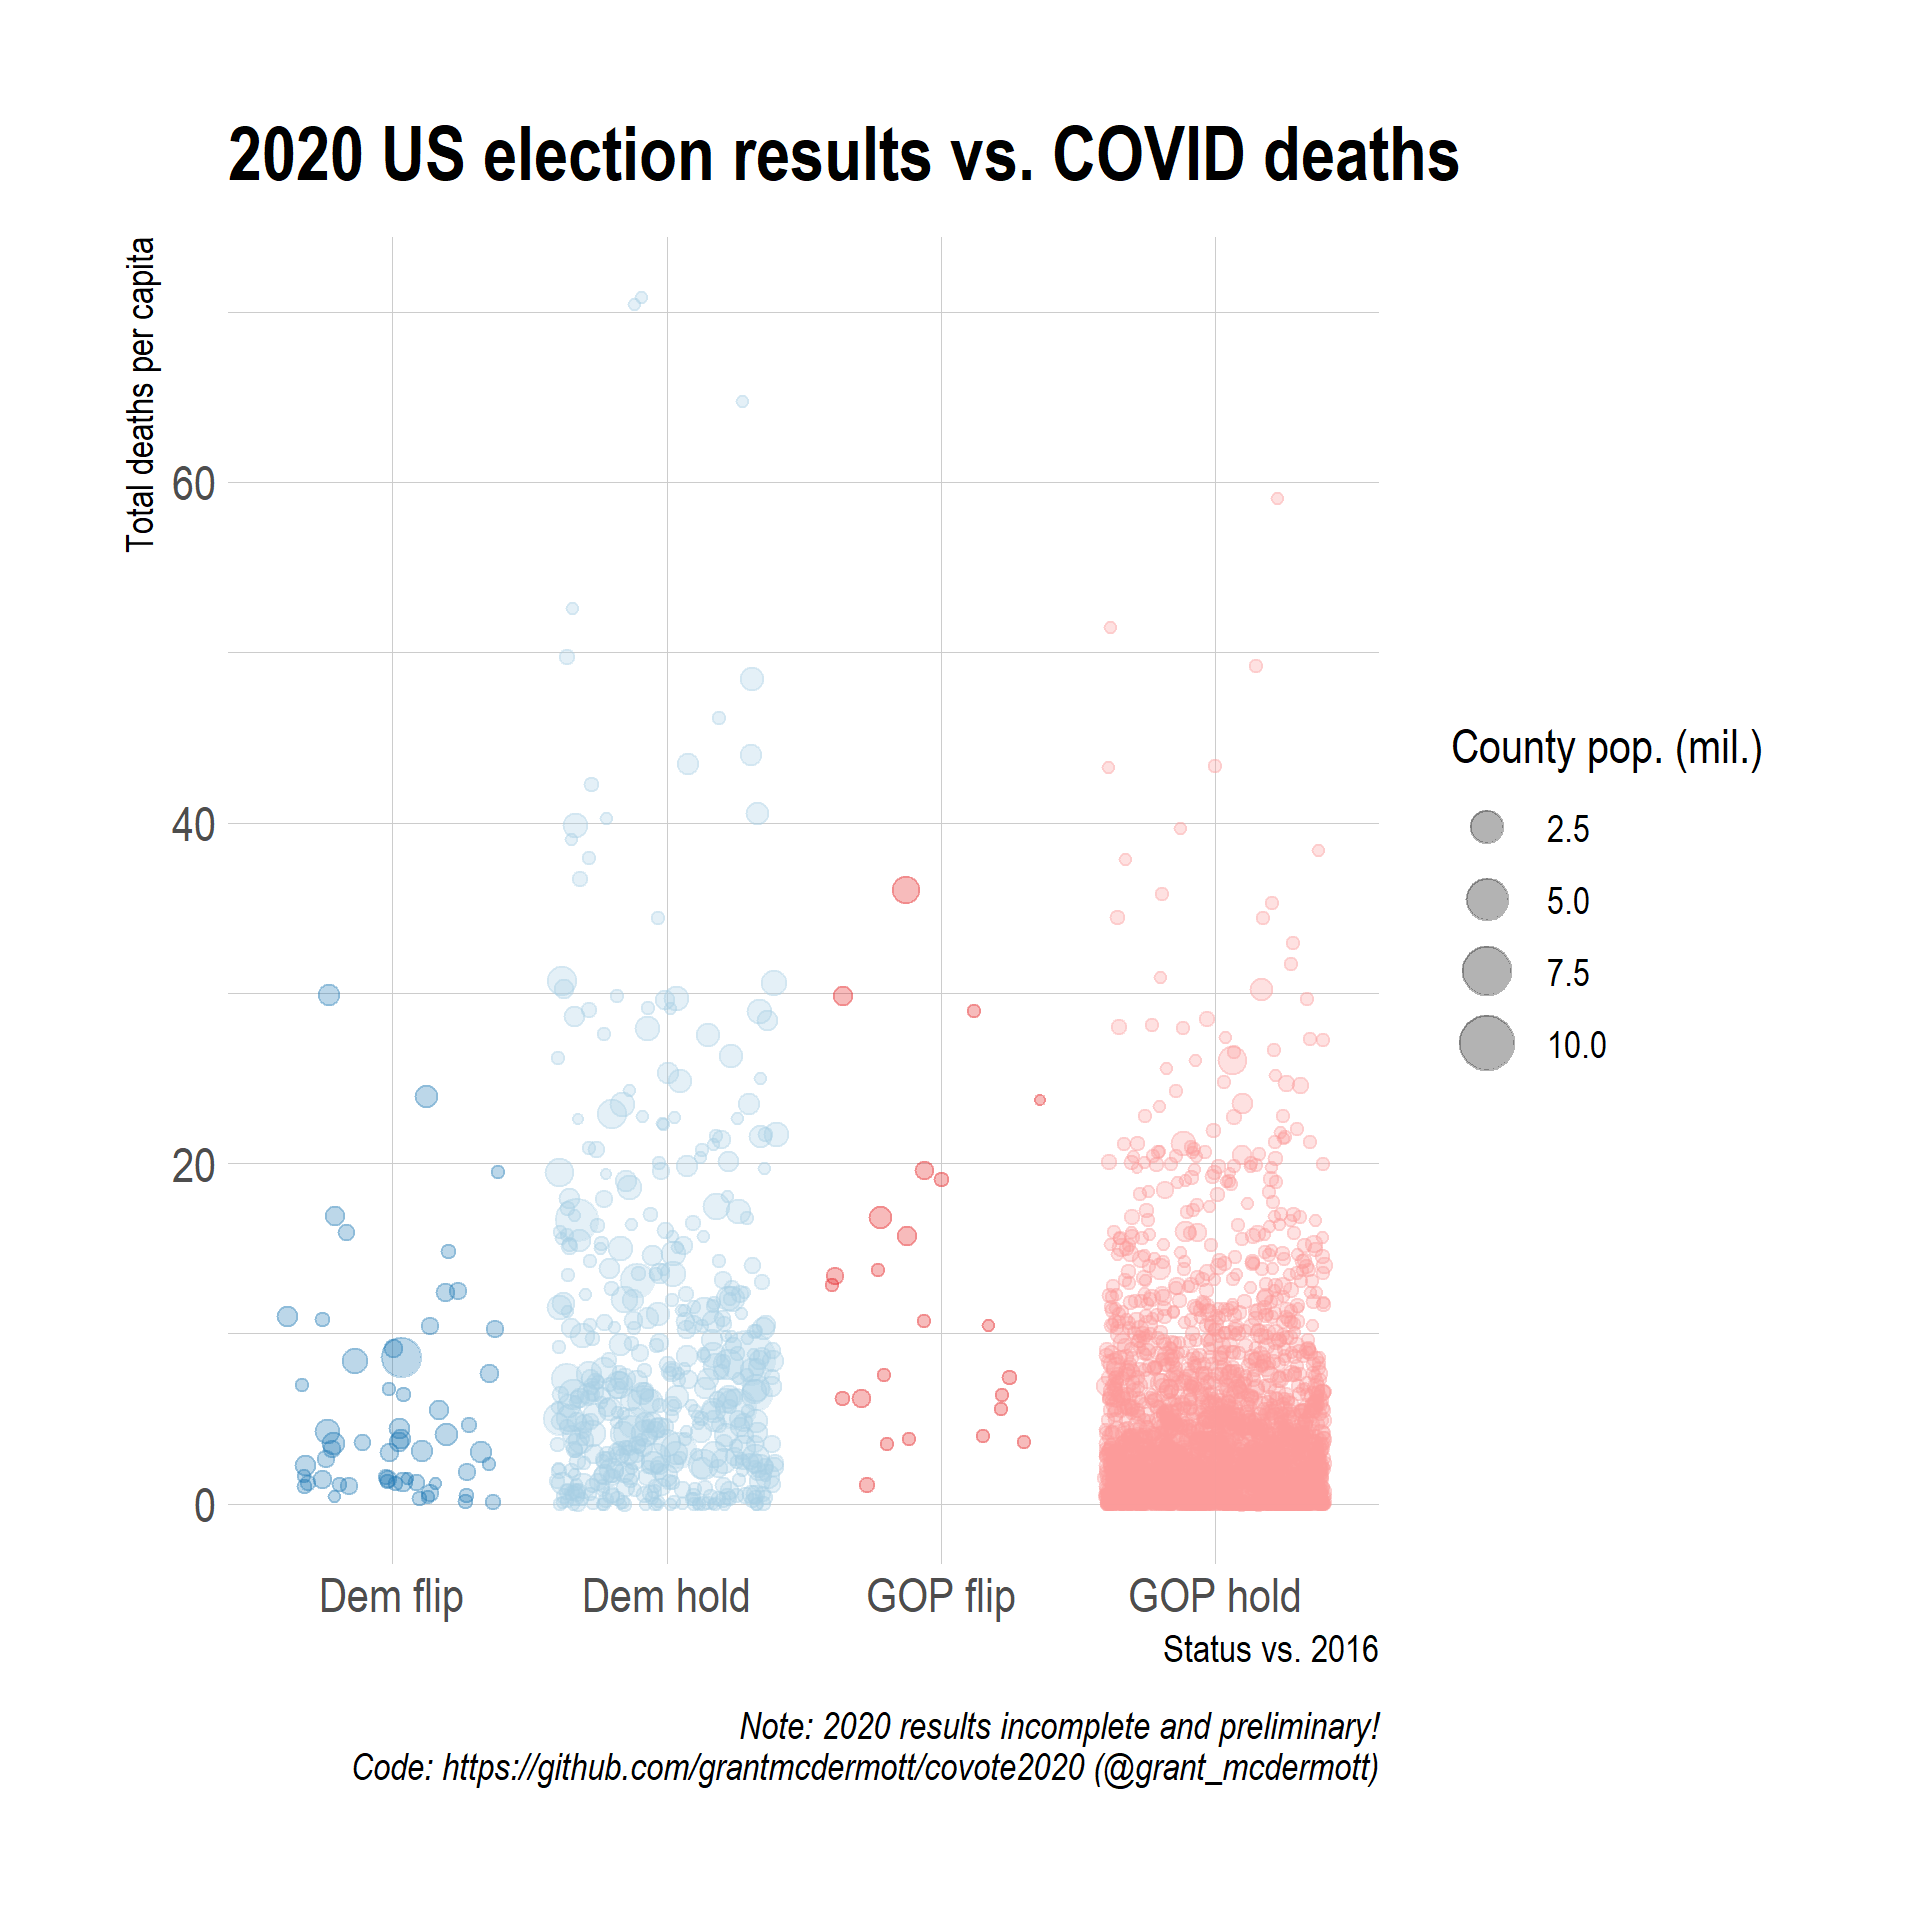 2020 US election results vs. COVID deaths
Total deaths per capita
60
40
20
0
Dem flip
Dem hold
GOP flip
GOP hold
Status vs. 2016
County pop. (mil.)
2.5
5.0
7.5
10.0
Note: 2020 results incomplete and preliminary!
Code: https://github.com/grantmcdermott/covote2020 (@grant_mcdermott)